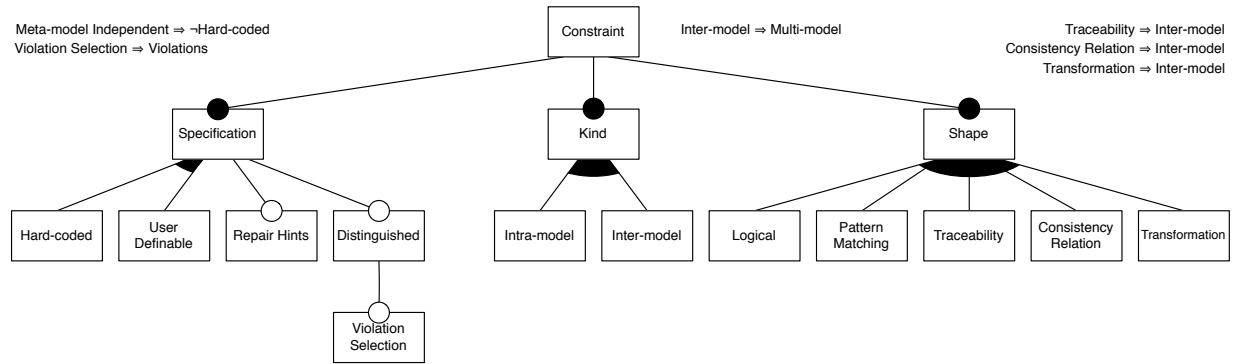 Meta-model Independent ⇒ ¬Hard-coded
Violation Selection ⇒ Violations
Constraint
Inter-model ⇒ Multi-model
Traceability ⇒ Inter-model
Consistency Relation ⇒ Inter-model
Transformation ⇒ Inter-model
Specification
Kind
Shape
Hard-coded
User
Definable
Repair Hints
Distinguished
Intra-model
Inter-model
Logical
Pattern
Matching
Traceability
Consistency
Relation
Transformation
Violation
Selection